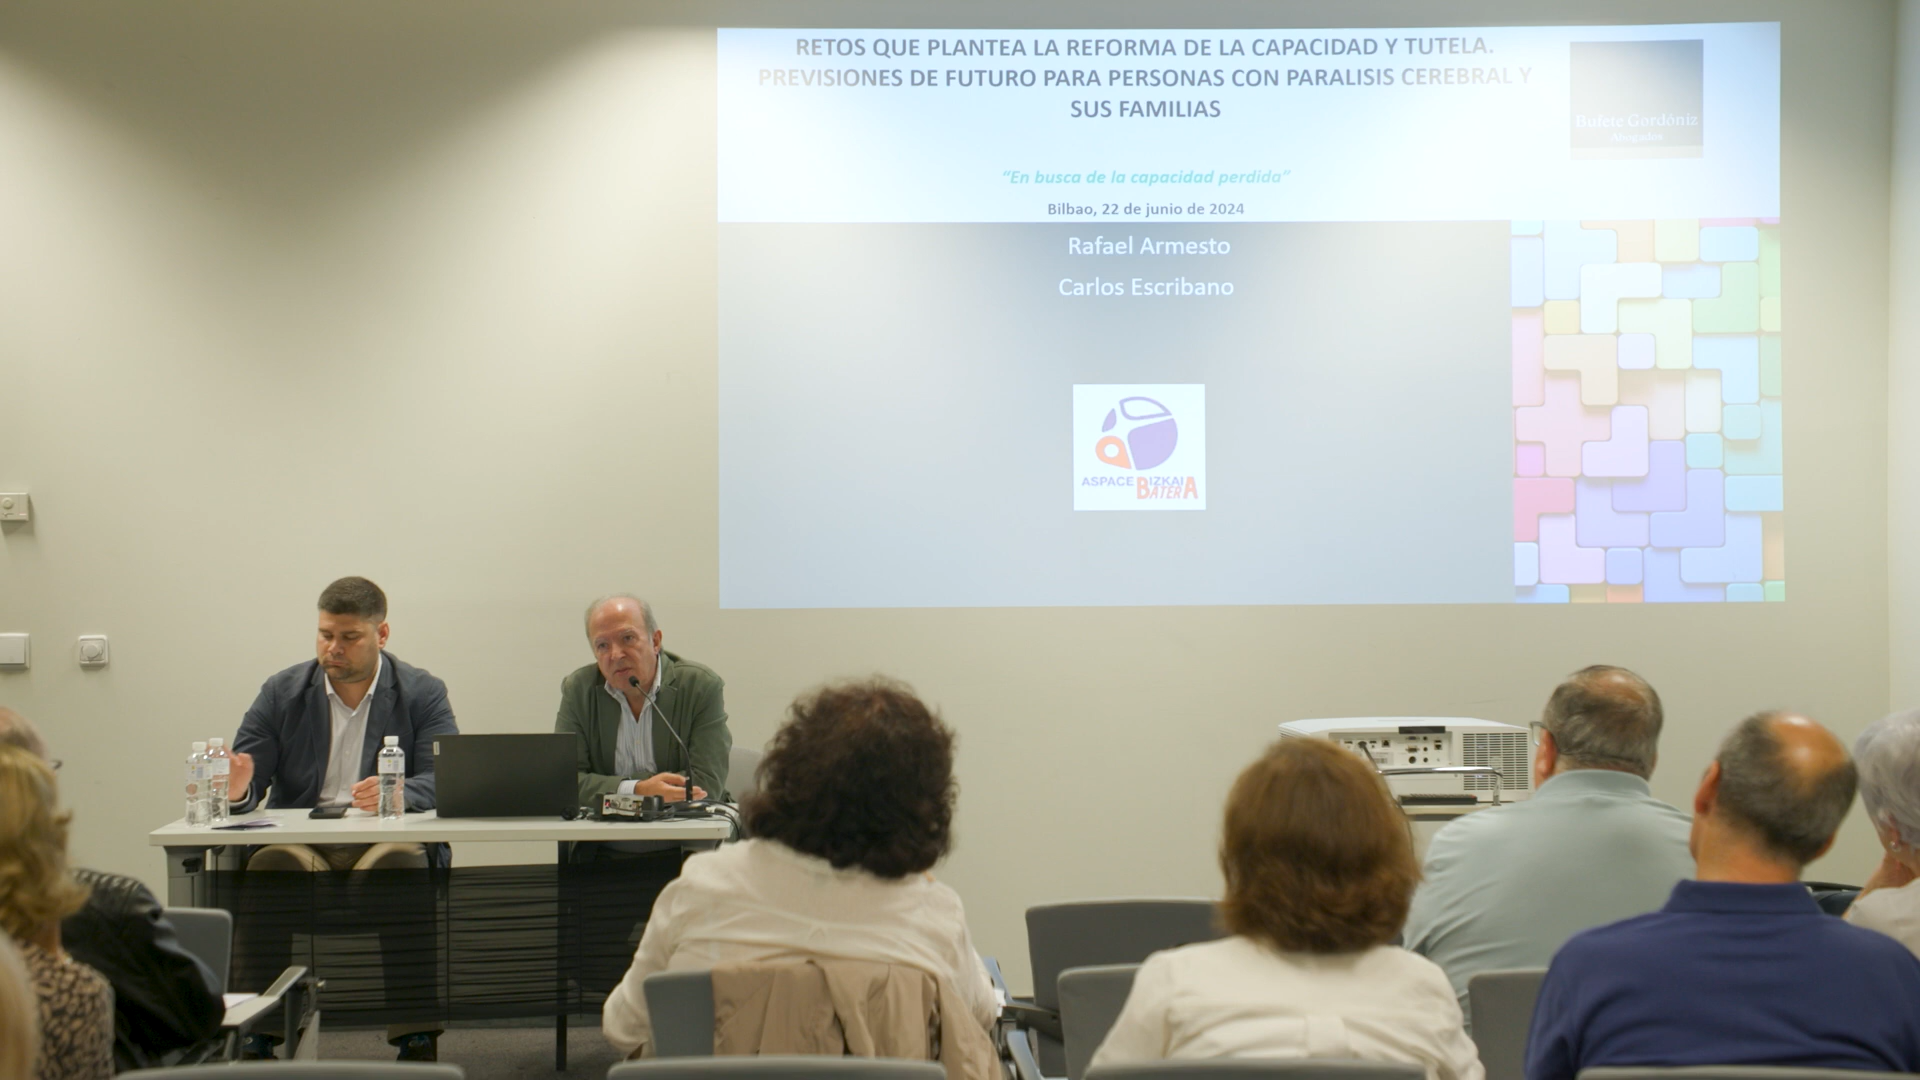 RETOS QUE PLANTEA LA REFORMA DE LA CAPACIDAD Y TUTELA.
PREVISIONES DE FUTURO PARA PERSONAS CON PARALISIS CEREBRAL Y
SUS FAMILIAS
Bufete Gordóniz
Abogados
“En busca de la capacidad perdida”
Bilbao, 22 de junio de 2024
Rafael Armesto
Carlos Escribano
ASPACE BIZKAIA
BATERA